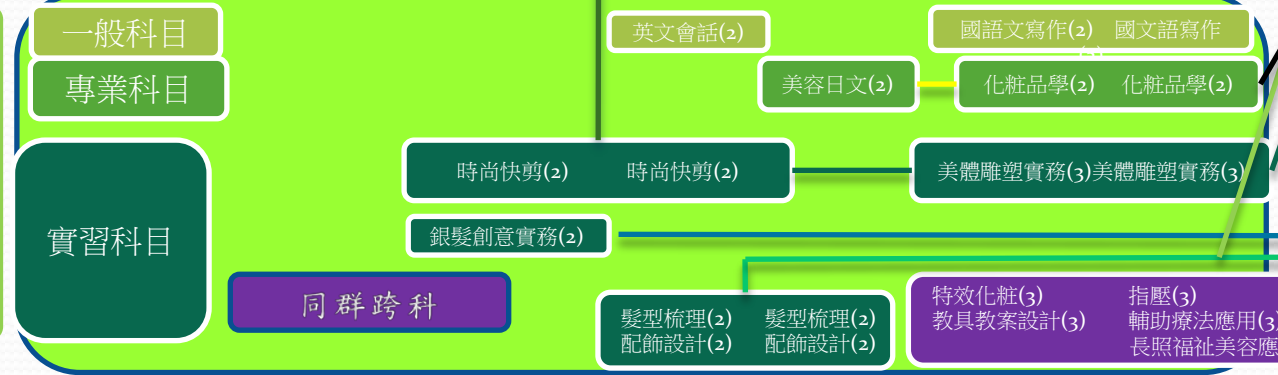 一般科目
英文會話(2)
國語文寫作(2) 國文語寫作
(2)
專業科目
美容日文(2)
化粧品學(2) 化粧品學(2)
時尚快剪(2) 時尚快剪(2)
美體雕塑實務(3)美體雕塑實務(3)
實習科目
銀髮創意實務(2)
同群跨科
髮型梳理(2) 髮型梳理(2)
配飾設計(2) 配飾設計(2)
特效化粧(3) 指壓(3)
教具教案設計(3) 輔助療法應用(3)
長照福祉美容應